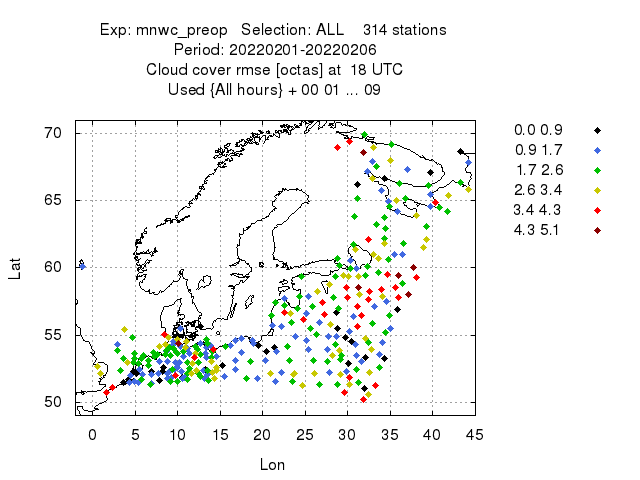 Exp: mnwc_preop Selection: ALL 314 stations
Period: 20220201-20220206
Cloud cover rmse [octas] at 18 UTC
Used {All hours} + 00 01 ... 09
0.0 0.9
0.9 1.7
1.7 2.6
2.6 3.4
3.4 4.3
4.3 5.1
Lat
70
65
60
55
50
0 5 10 15 20 25 30 35 40 45
Lon